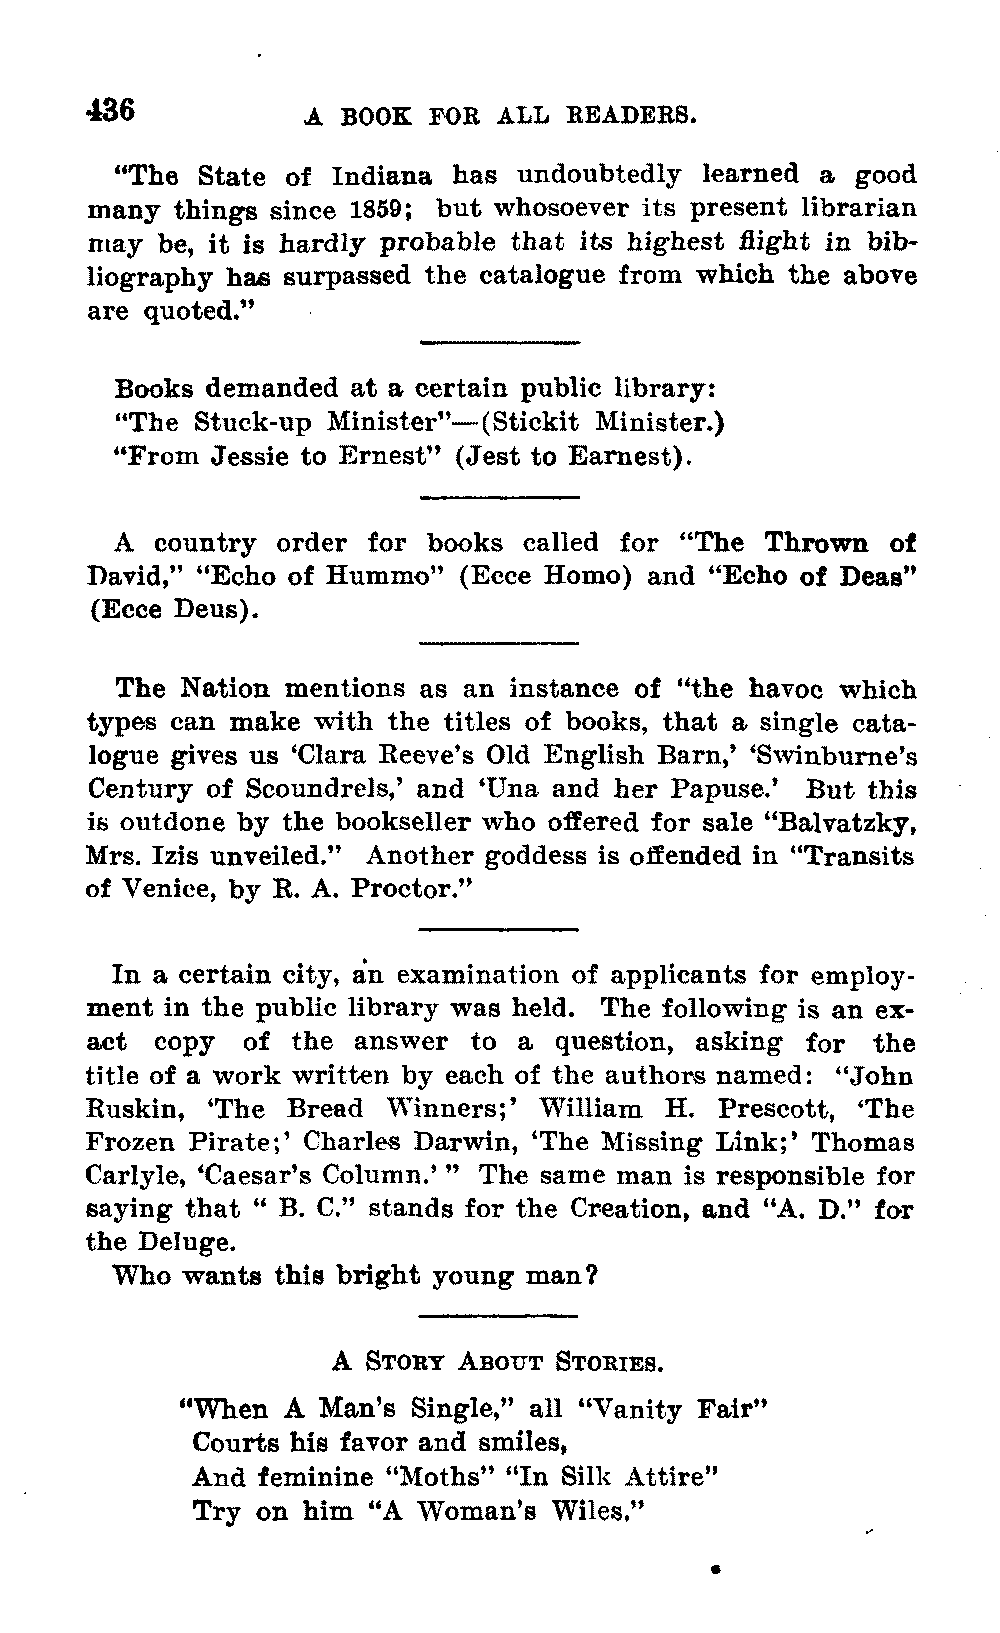 436 A BOOK FOR ALL READERS.
"The State of Indiana has undoubtedly learned a good
many things since 1859; but whosoever its present librarian
may be, it is hardly probable that its highest flight in bib-
liography has surpassed the catalogue from which the above
are quoted."
Books demanded at a certain public library:
"The Stuck-up Minister"—(Stickit Minister.)
"From Jessie to Ernest" (Jest to Earnest).
A country order for books called for "The Thrown of
David," "Echo of Hummo" (Ecce Homo) and "Echo of Deas"
(Ecce Deus).
The Nation mentions as an instance of "the havoc which
types can make with the titles of books, that a single cata-
logue gives us 'Clara Reeve's Old English Barn,' 'Swinburne's
Century of Scoundrels,' and 'Una and her Papuse.' But this
is outdone by the bookseller who offered for sale "Balvatzky,
Mrs. Izis unveiled." Another goddess is offended in "Transits
of Venice, by R. A. Proctor."
In a certain city, an examination of applicants for employ-
ment in the public library was held. The following is an ex-
act copy of the answer to a question, asking for the
title of a work written by each of the authors named: "John
Ruskin, 'The Bread Winners;' William H. Prescott, 'The
Frozen Pirate;' Charles Darwin, 'The Missing Link;' Thomas
Carlyle, 'Caesar's Column.' " The same man is responsible for
saying that " B. C." stands for the Creation, and "A. D." for
the Deluge.
Who wants this bright young man?
A STORY ABOUT STORIES.
"When A Man's Single," all "Vanity Fair"
Courts his favor and smiles,
And feminine "Moths" "In Silk Attire"
Try on him "A Woman's Wiles."